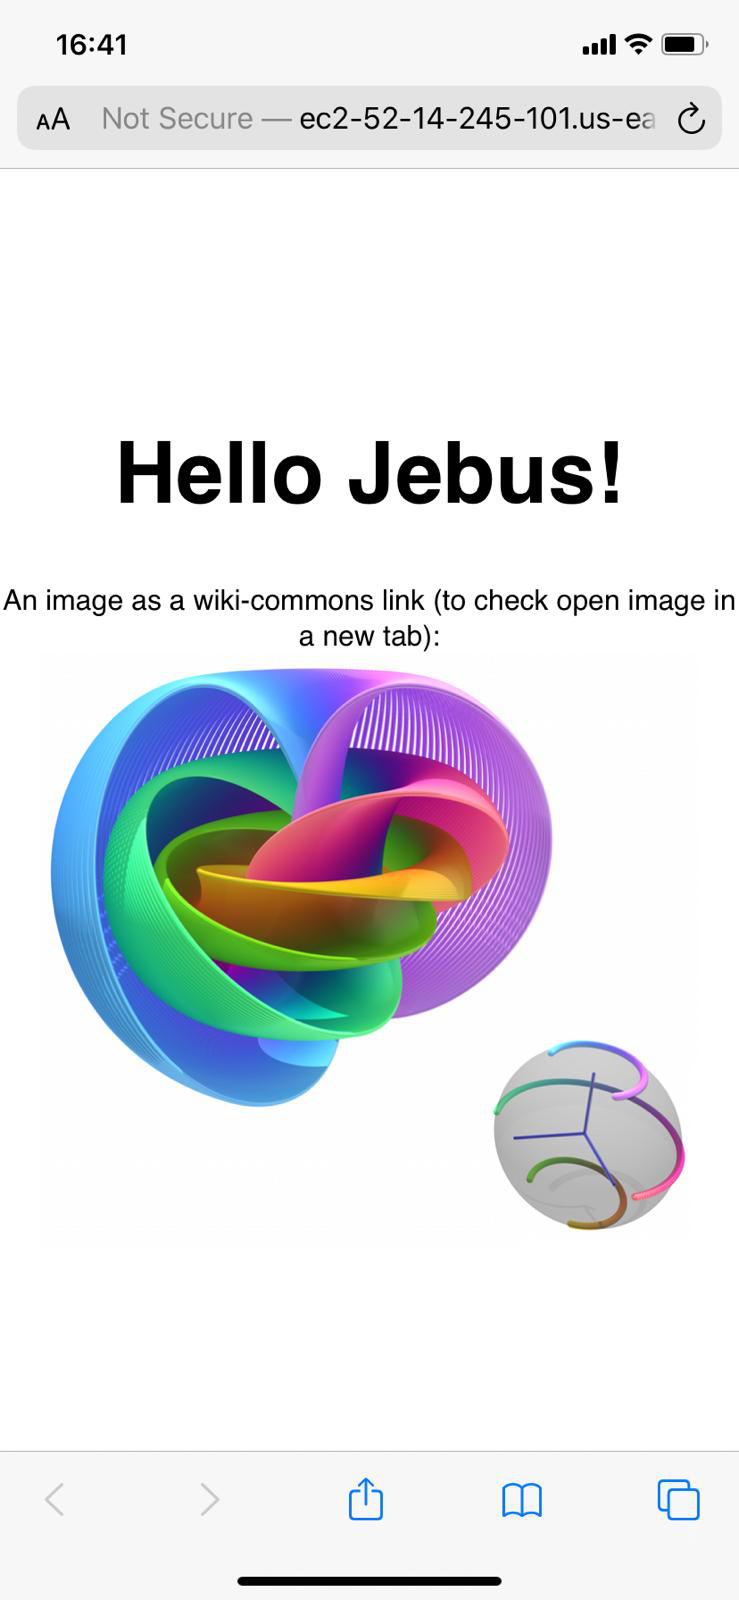 16:41
AA Not Secure — ec2-52-14-245-101.us-ea
Hello Jebus!
An image as a wiki-commons link (to check open image in
a new tab):